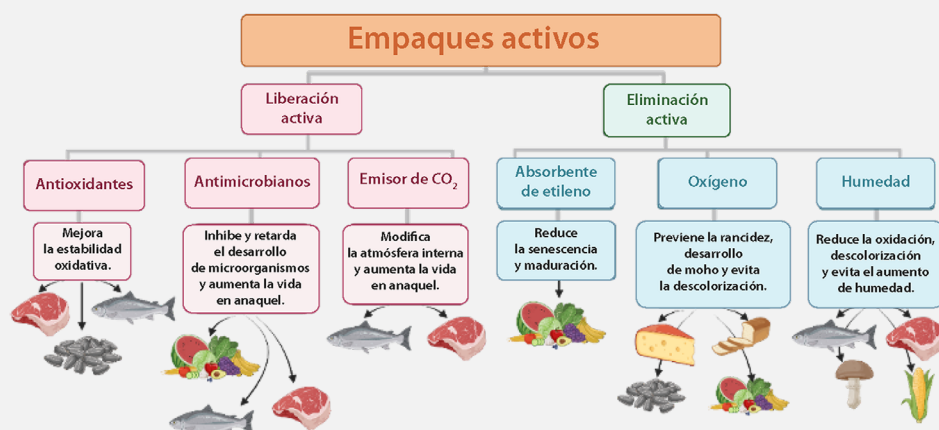 Empaques activos
Liberación
activa
Eliminación
activa
Antioxidantes
Antimicrobianos
Emisor de CO₂
Absorbente
de etileno
Oxígeno
Humedad
Mejora
la estabilidad
oxidativa.
Inhibe y retarda
el desarrollo
de microorganismos
y aumenta la vida
en anaquel.
Modifica
la atmósfera interna
y aumenta la vida
en anaquel.
Reduce
la senescencia
y maduración.
Previene la rancidez,
desarrollo
de moho y evita
la descolorización.
Reduce la oxidación,
descolorización
y evita el aumento
de humedad.